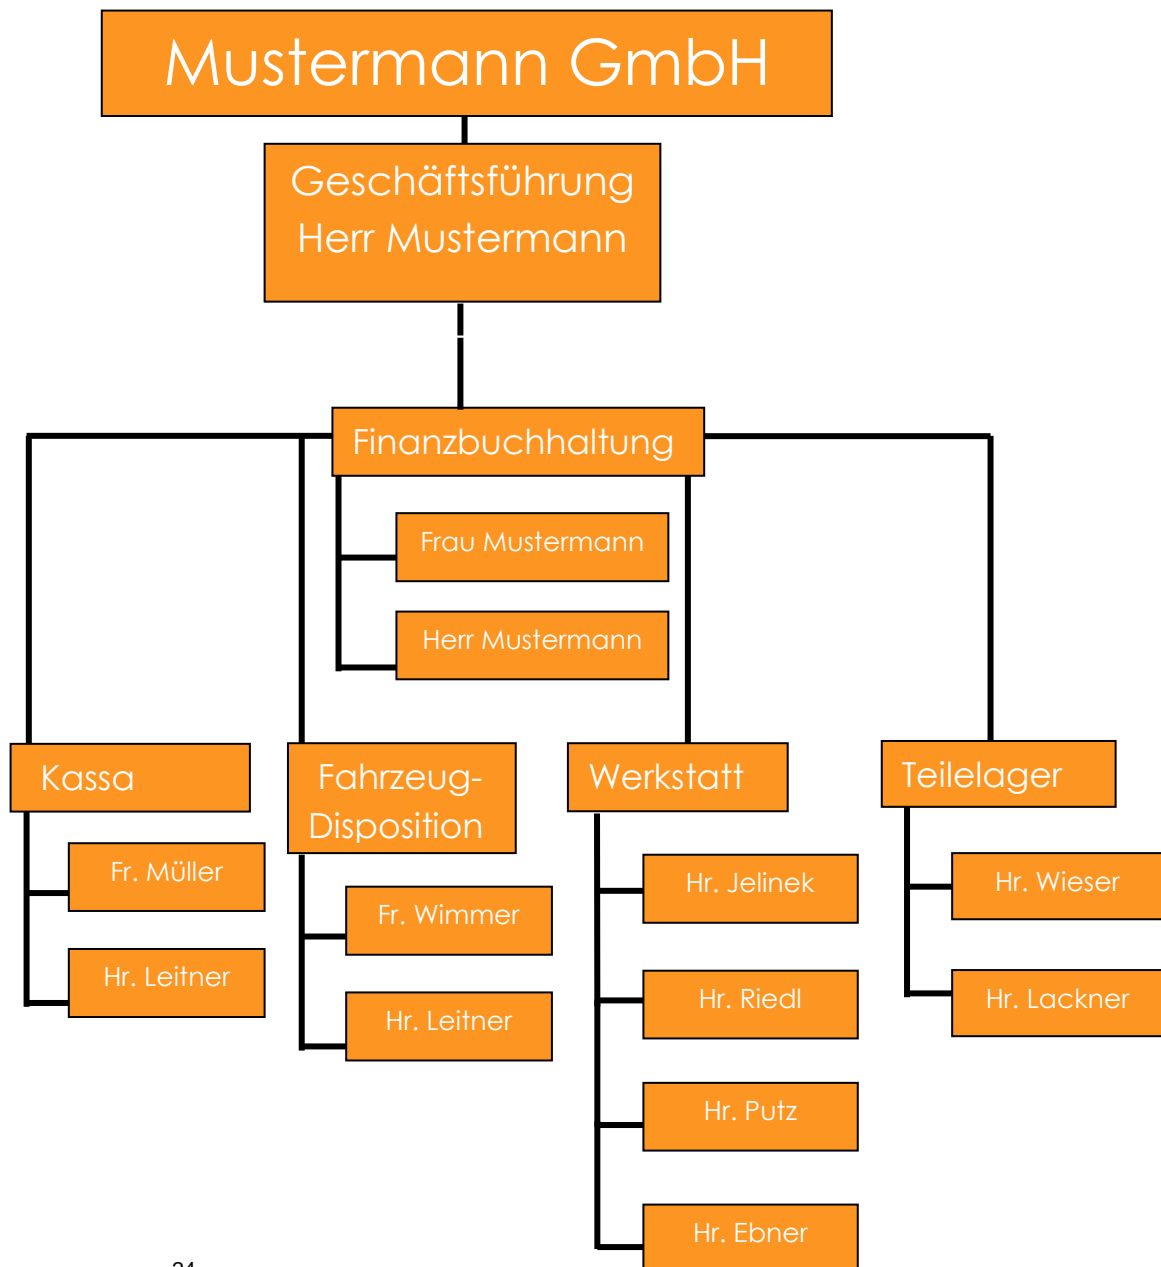 Mustermann GmbH
Geschäftsführung
Herr Mustermann
Finanzbuchhaltung
Frau Mustermann
Herr Mustermann
Kassa
Fr. Müller
Hr. Leitner
Fahrzeug-
Disposition
Fr. Wimmer
Hr. Leitner
Werkstatt
Hr. Jelinek
Hr. Riedl
Hr. Putz
Hr. Ebner
Teilelager
Hr. Wieser
Hr. Lackner